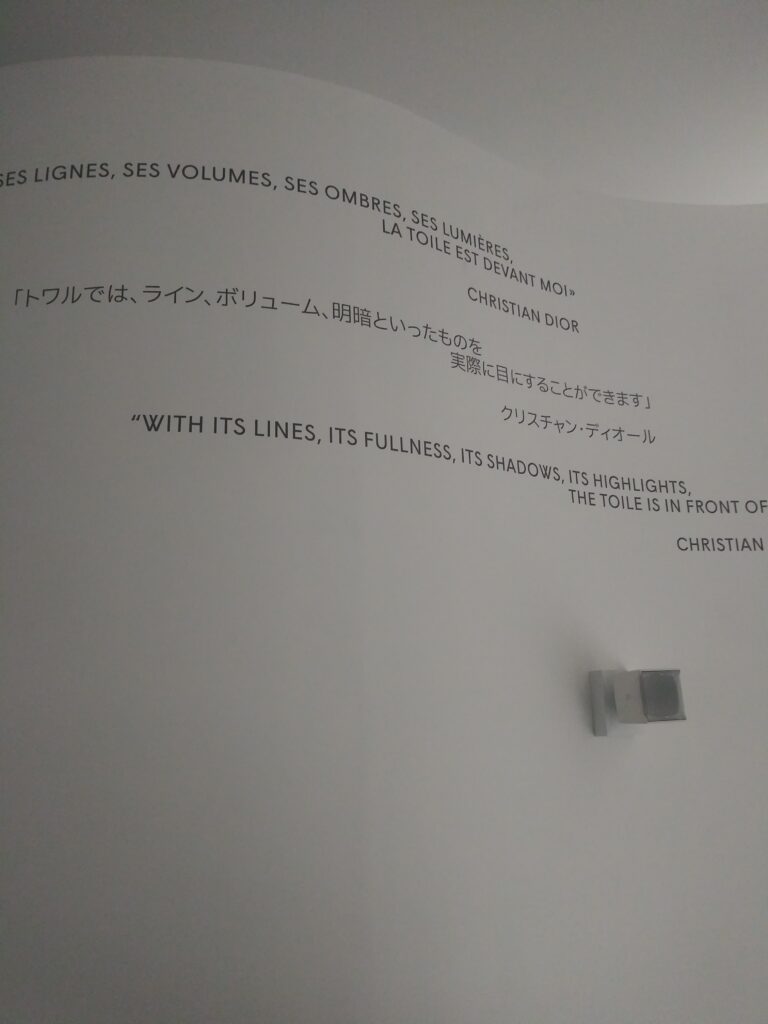 SES LIGNES, SES VOLUMES, SES OMBRES, SES LUMIÈRES,
LA TOILE EST DEVANT MOI»
CHRISTIAN DIOR
「トワルでは、ライン、ボリューム、明暗といったものを
実際に目にすることができます」
クリスチャン・ディオール
“WITH ITS LINES, ITS FULLNESS, ITS SHADOWS, ITS HIGHLIGHTS,
THE TOILE IS IN FRONT OF
CHRISTIAN